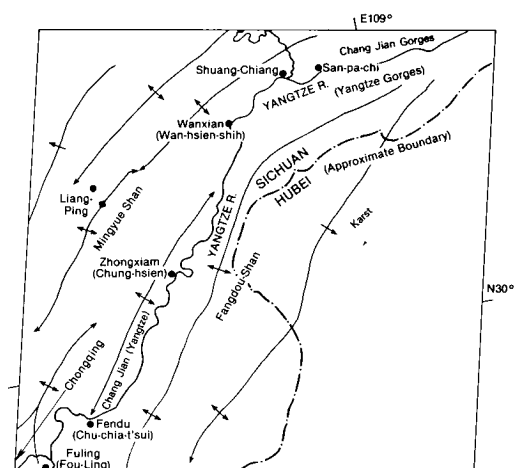 E109°
Chang Jian Gorges
Shuang-Chiang
San-pa-chi
YANGTZE R.
(Yangtze Gorges)
Wanxian
(Wan-hsien-shih)
SICHUAN
HUBEI
(Approximate Boundary)
Liang-
Ping
Mingyue Shan
YANGTZE R.
Karst
Zhongxiam
(Chung-hsien)
Fangdou-Shan
N30°
Chang Jian (Yangtze)
Chongqing
Fendu
(Chu-chia-t'sui)
Fuling
(Fou-Ling)